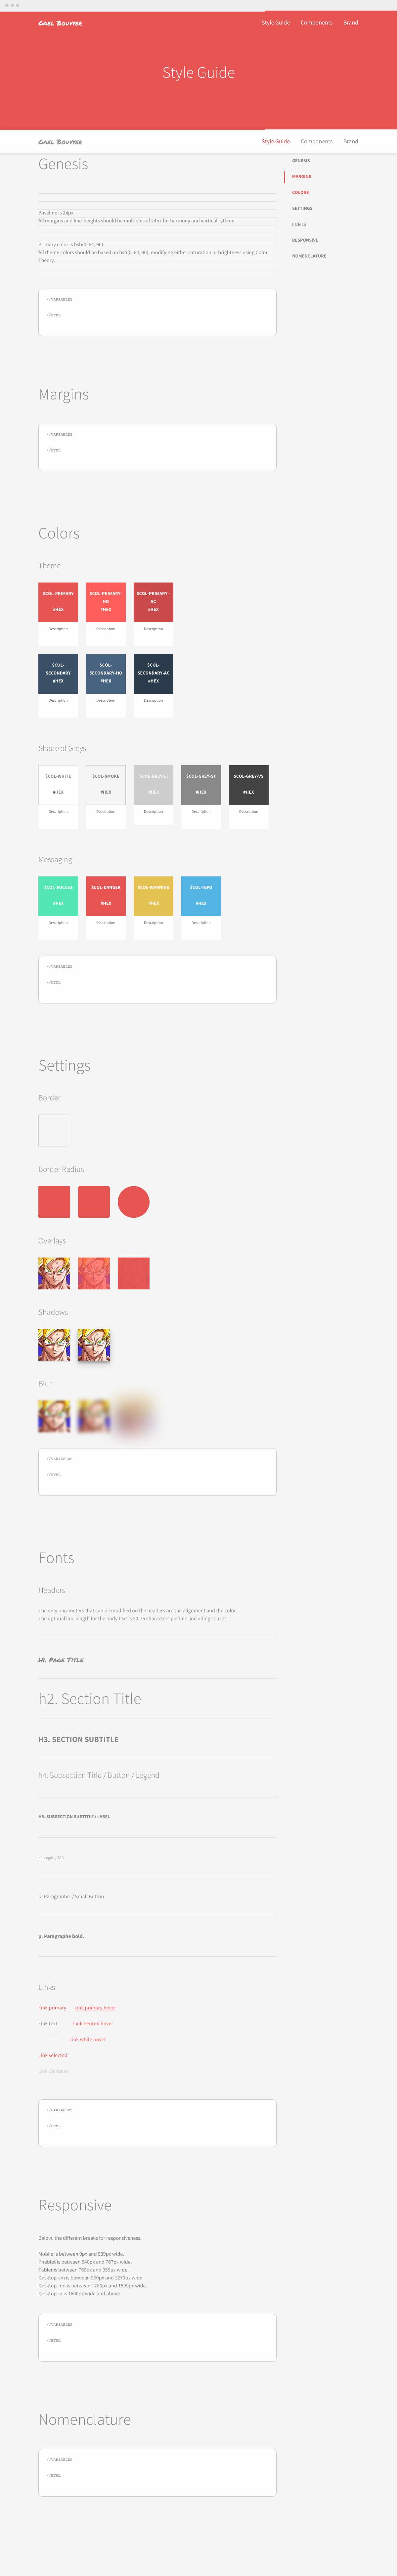 Gael Bouvier
Style Guide Components Brand
Style Guide
Gael Bouvier
Style Guide Components Brand
Genesis
GENESIS
MARGINS
COLORS
SETTINGS
FONTS
RESPONSIVE
NOMENCLATURE
Baseline is 24px.
All margins and line-heights should be multiples of 24px for harmony and vertical rythme.
Primary color is hsb(0, 64, 90).
All theme colors should be based on hsb(0, 64, 90), modifying either saturation or brightness using Color
Theory.
//VARIABLES
//HTML
Margins
//VARIABLES
//HTML
Colors
Theme
$COL-PRIMARY
#HEX
Description
$COL-PRIMARY-
HO
#HEX
Description
$COL-PRIMARY-
AC
#HEX
Description
$COL-
SECONDARY
#HEX
Description
$COL-
SECONDARY-HO
#HEX
Description
$COL-
SECONDARY-AC
#HEX
Description
Shade of Greys
$COL-WHITE
#HEX
Description
$COL-SMOKE
#HEX
Description
#HEX
Description
$COL-GREY-ST
#HEX
Description
$COL-GREY-VS
#HEX
Description
Messaging
$COL-SUCCES
#HEX
Description
$COL-DANGER
#HEX
Description
$COL-WARNING
#HEX
Description
$COL-INFO
#HEX
Description
//VARIABLES
//HTML
Settings
Border
Border Radius
Overlays
Shadows
Blur
//VARIABLES
//HTML
Fonts
Headers
The only parameters that can be modified on the headers are the alignment and the color.
The optimal line length for the body text is 50-75 characters per line, including spaces.
H1. Page Title
h2. Section Title
H3. SECTION SUBTITLE
h4. Subsection Title / Button / Legend
H5. SUBSECTION SUBTITLE / LABEL
h6. Login / TAG
p. Paragraphe. / Small Button
p. Paragraphe bold.
Links
Link primary Link primary hover
Link text Link neutral hover
Link white hover
Link selected
Link disabled
//VARIABLES
//HTML
Responsive
Below, the different breaks for responsiveness.
Mobile is between 0px and 539px wide.
Phablet is between 540px and 767px wide.
Tablet is between 768px and 959px wide.
Desktop-sm is between 960px and 1279px wide.
Desktop-md is between 1280px and 1599px wide.
Desktop-la is 1600px wide and above.
//VARIABLES
//HTML
Nomenclature
//VARIABLES
//HTML